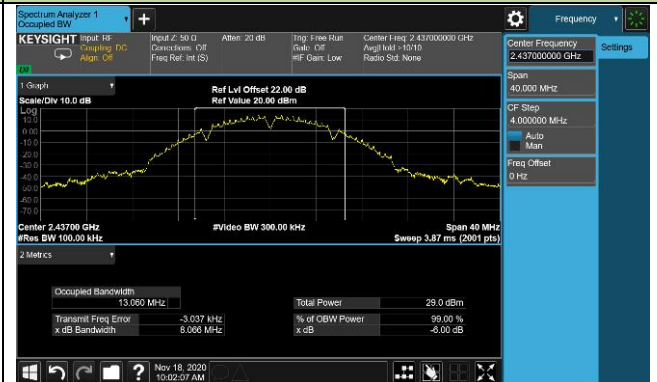 Spectrum Analyzer 1
Occupied BW
+
Frequency
KEYSIGHT Input: RF
Coupling: DC
Align: Off
Input Z: 50 Ω
Corrections: Off
Freq Ref: Int (S)
Atten: 20 dB
Trig: Free Run
Gate: Off
#IF Gain: Low
Center Freq: 2.437000000 GHz
Avg|Hold:>10/10
Radio Std: None
Center Frequency
2.437000000 GHz
Settings
Span
40.000 MHz
CF Step
4.000000 MHz
Auto
Man
Freq Offset
0 Hz
1 Graph
Scale/Div 10.0 dB
Ref Lvl Offset 22.00 dB
Ref Value 20.00 dBm
Log
10.0
0.00
-10.0
-20.0
-30.0
-40.0
-50.0
-60.0
-70.0
Center 2.43700 GHz
#Res BW 100.00 kHz
#Video BW 300.00 kHz
Span 40 MHz
Sweep 3.87 ms (2001 pts)
2 Metrics
Occupied Bandwidth
13.060 MHz
Transmit Freq Error -3.037 kHz
x dB Bandwidth 8.066 MHz
Total Power 29.0 dBm
% of OBW Power 99.00 %
x dB -6.00 dB
?
Nov 18, 2020
10:02:07 AM